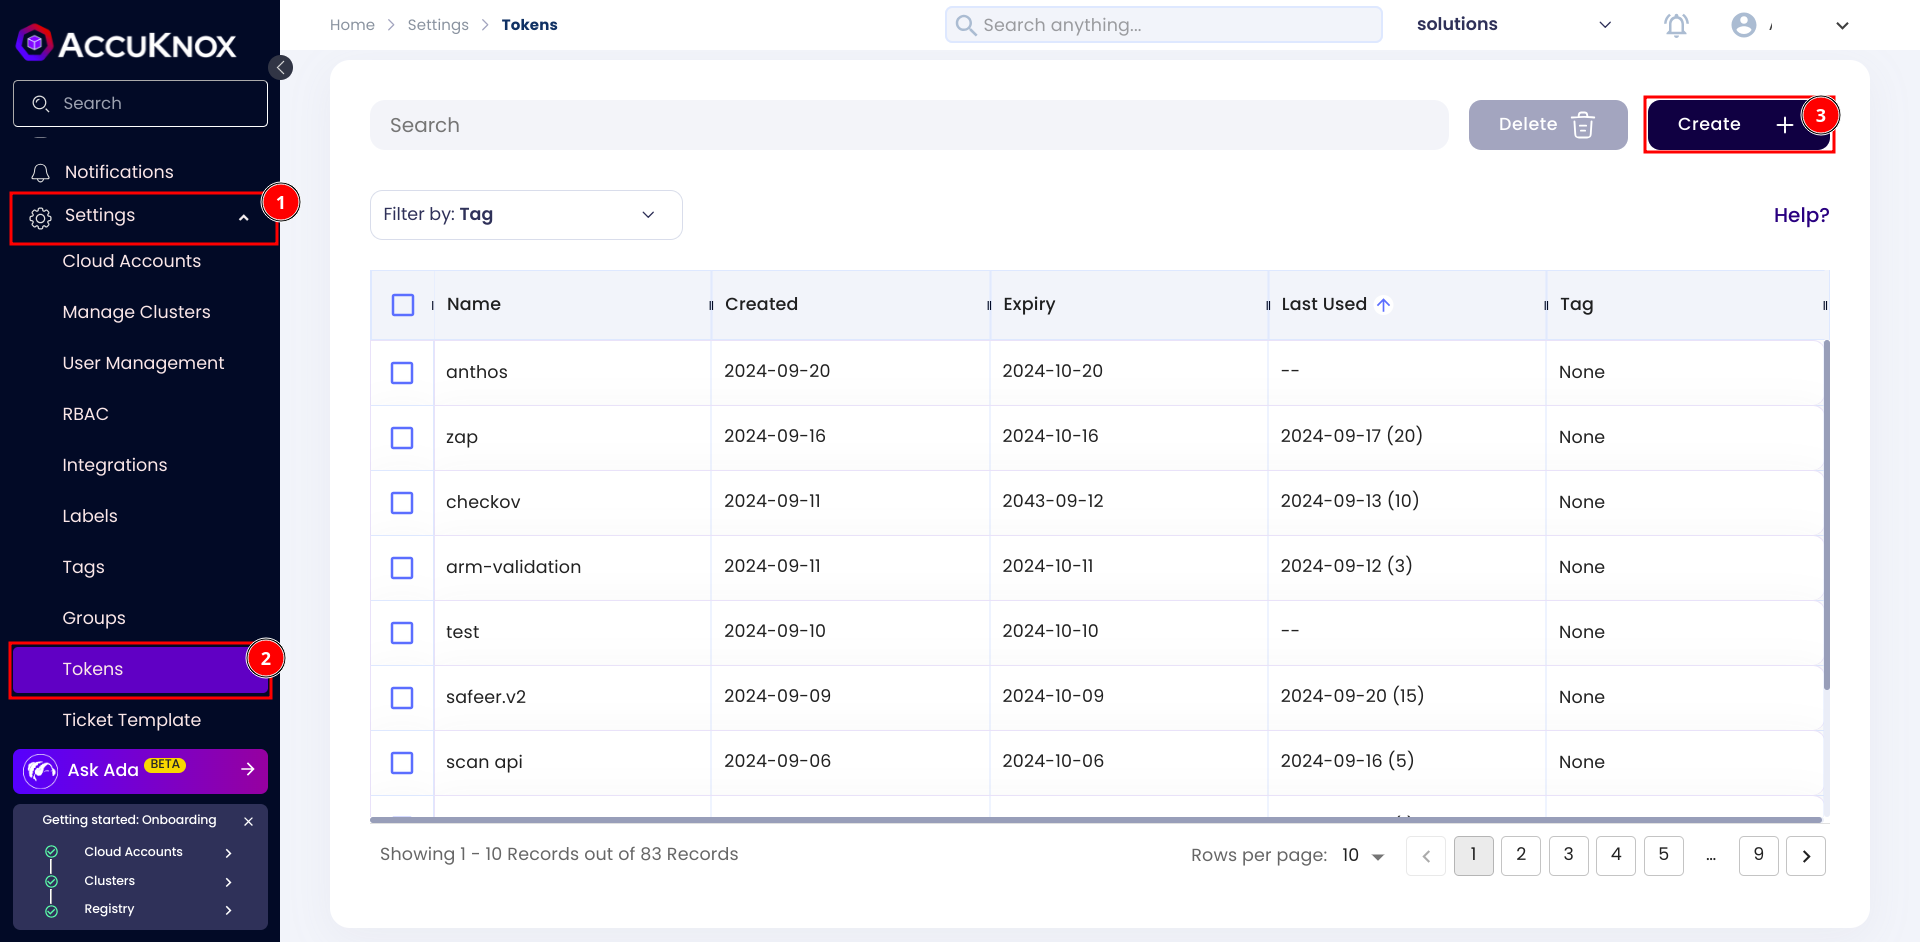 ACCUKNOX
Search
Notifications
Settings
1
Cloud Accounts
Manage Clusters
User Management
RBAC
Integrations
Labels
Tags
Groups
Tokens
2
Ticket Template
Ask Ada BETA
Getting started: Onboarding
Cloud Accounts
Clusters
Registry
Home > Settings > Tokens
Search anything...
solutions
Search
Delete
Create +
3
Filter by: Tag
Help?
Name Created Expiry Last Used Tag
anthos 2024-09-20 2024-10-20 -- None
zap 2024-09-16 2024-10-16 2024-09-17 (20) None
checkov 2024-09-11 2043-09-12 2024-09-13 (10) None
arm-validation 2024-09-11 2024-10-11 2024-09-12 (3) None
test 2024-09-10 2024-10-10 -- None
safeer.v2 2024-09-09 2024-10-09 2024-09-20 (15) None
scan api 2024-09-06 2024-10-06 2024-09-16 (5) None
Showing 1 - 10 Records out of 83 Records
Rows per page: 10
1 2 3 4 5 ... 9